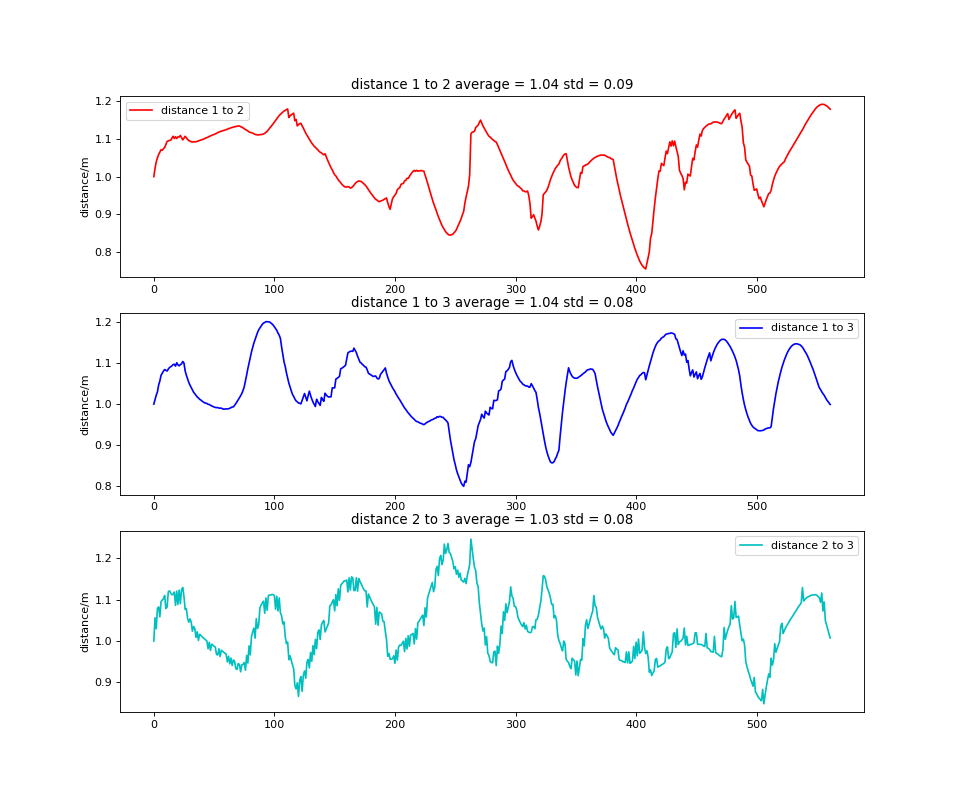 distance 1 to 2 average = 1.04 std = 0.09
distance 1 to 2
distance/m
1.2
1.1
1.0
0.9
0.8
0 100 200 300 400 500
distance 1 to 3 average = 1.04 std = 0.08
distance 1 to 3
distance/m
1.2
1.1
1.0
0.9
0.8
0 100 200 300 400 500
distance 2 to 3 average = 1.03 std = 0.08
distance 2 to 3
distance/m
1.2
1.1
1.0
0.9
0 100 200 300 400 500